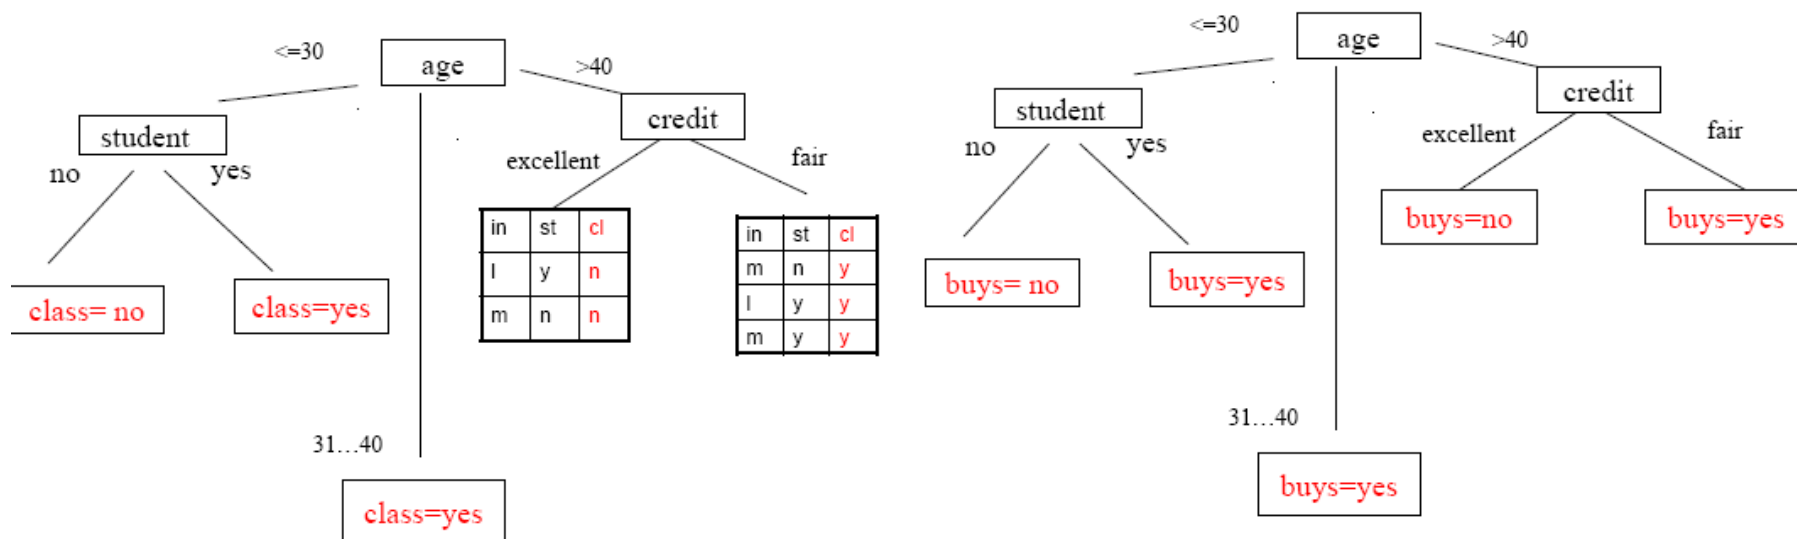 <=30
age
>40
student
credit
no
yes
excellent
fair
in st cl
l y n
m n n
in st cl
m n y
l y y
m y y
class= no
class=yes
31...40
class=yes
<=30
age
>40
student
credit
no
yes
excellent
fair
buys=no
buys=yes
buys= no
buys=yes
31...40
buys=yes